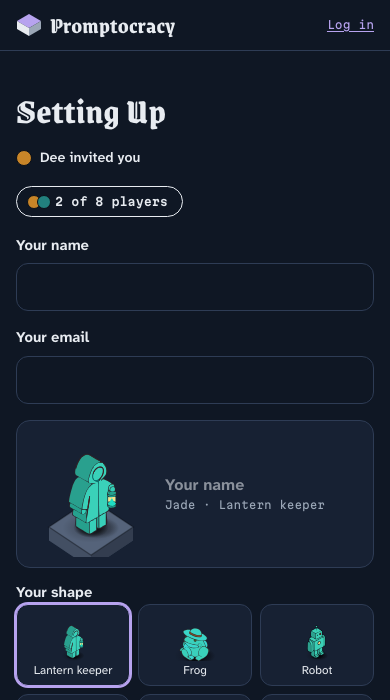 Promptocracy
Log in
Setting Up
Dee invited you
2 of 8 players
Your name
Your email
Your name
Jade · Lantern keeper
Your shape
Lantern keeper
Frog
Robot